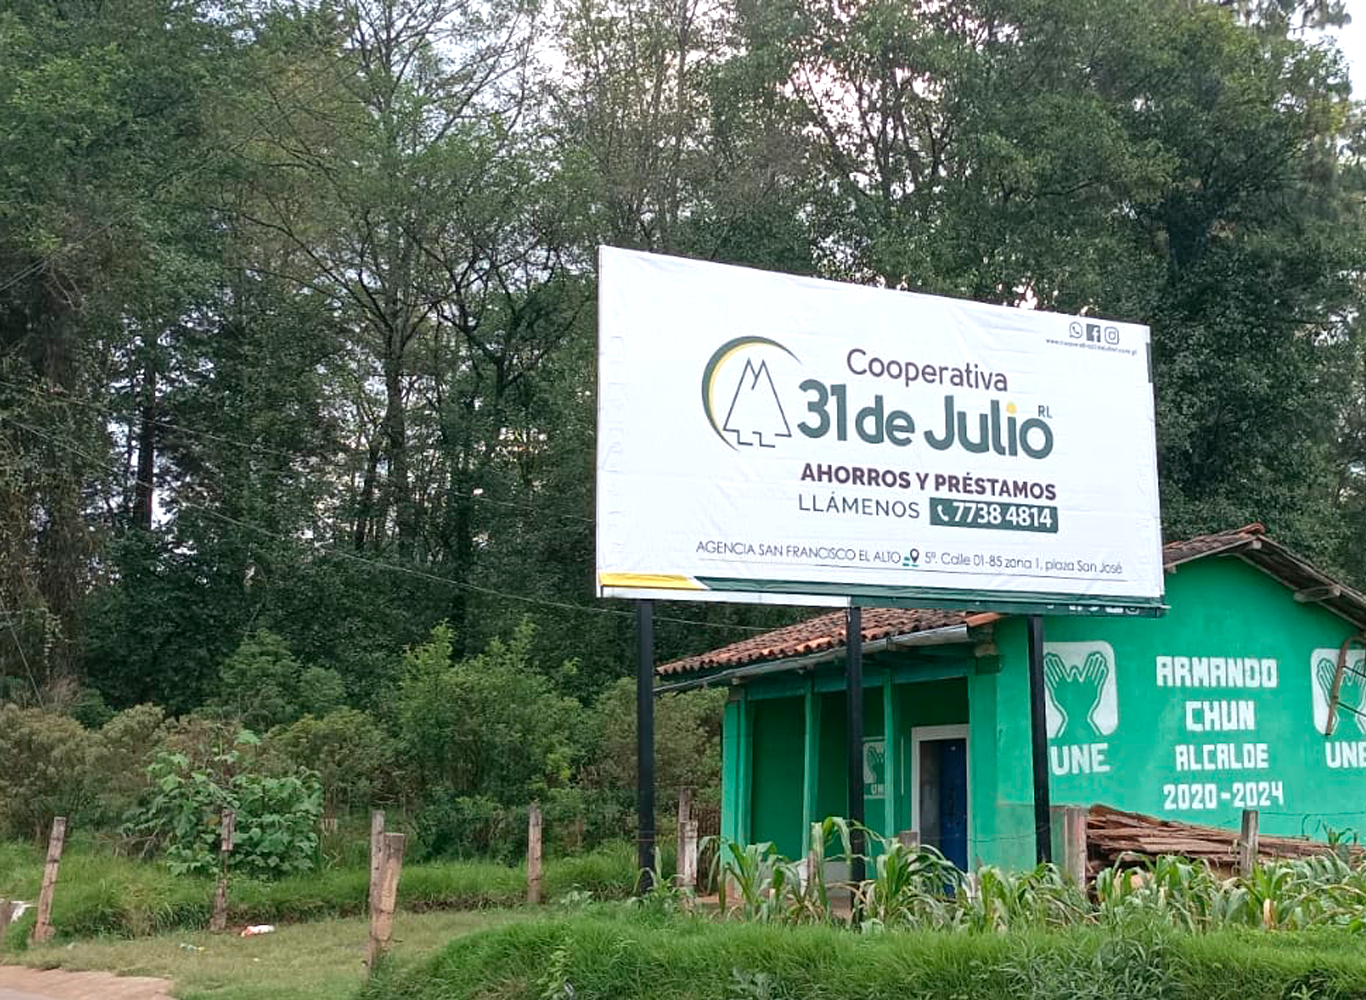 Cooperativa
31 de Julio RL
AHORROS Y PRÉSTAMOS
LLÁMENOS 7738 4814
AGENCIA SAN FRANCISCO EL ALTO 5ª. Calle 01-85 zona 1, plaza San José
UNE
ARMANDO
CHUN
ALCALDE
2020-2024
UNE
UNE